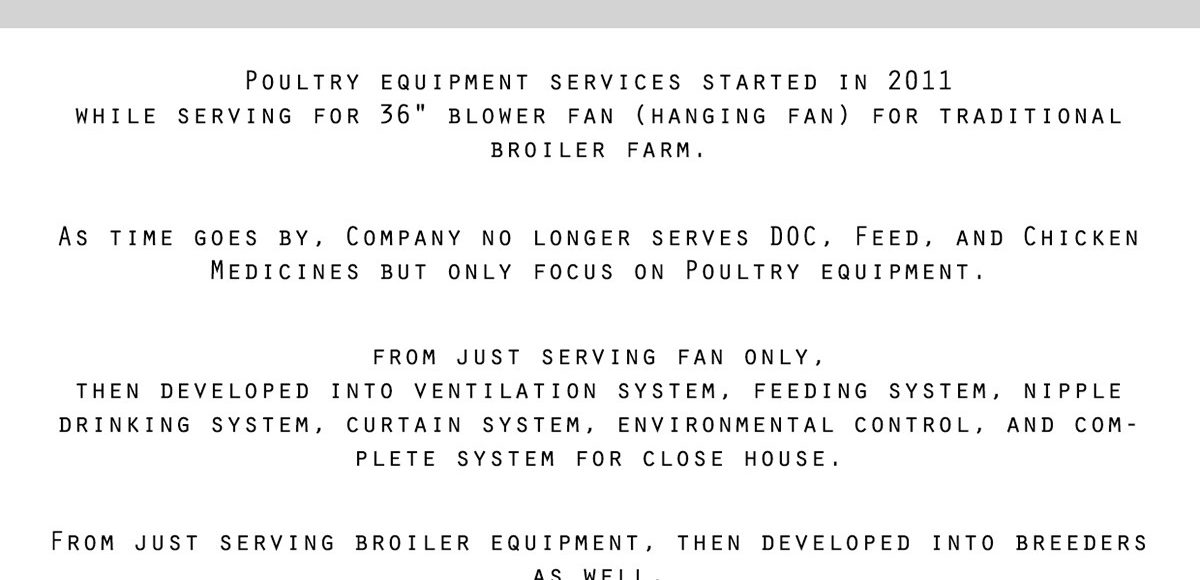 Poultry equipment services started in 2011
while serving for 36" blower fan (hanging fan) for traditional
broiler farm.
As time goes by, Company no longer serves DOC, Feed, and Chicken
Medicines but only focus on Poultry equipment.
from just serving fan only,
then developed into ventilation system, feeding system, nipple
drinking system, curtain system, environmental control, and com-
plete system for close house.
From just serving broiler equipment, then developed into breeders
as well.